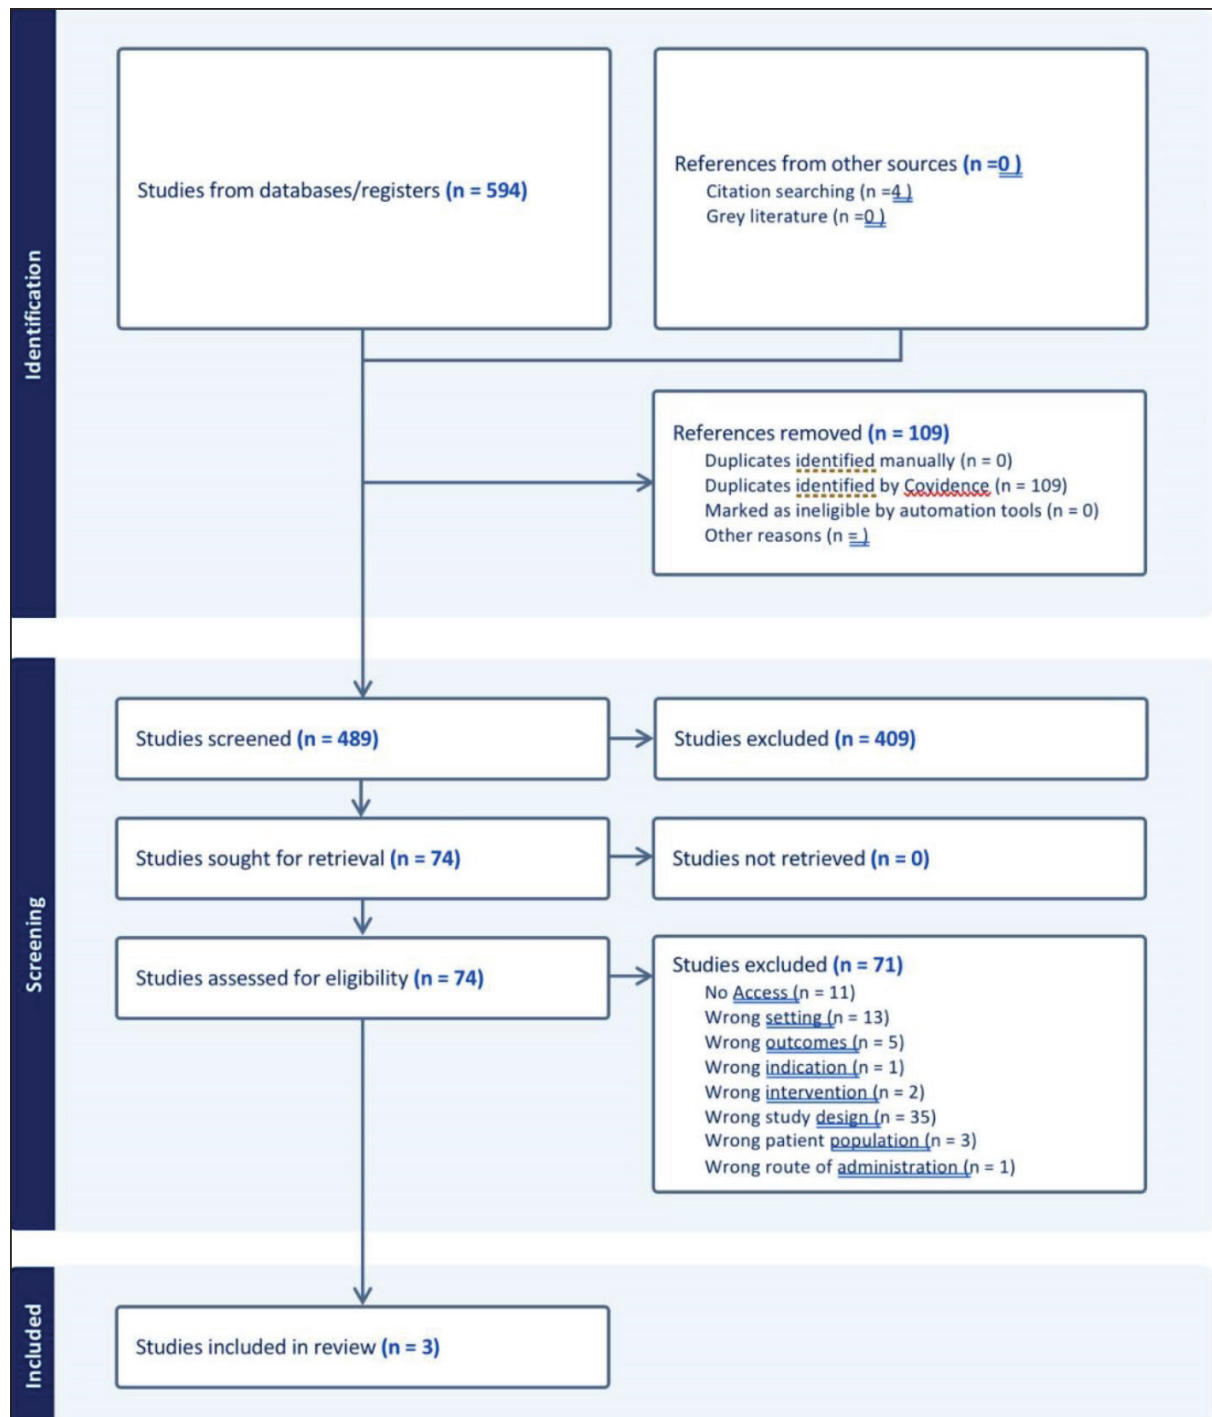 Identification
Studies from databases/registers (n = 594)
References from other sources (n =0 )
Citation searching (n =4 )
Grey literature (n =0 )
References removed (n = 109)
Duplicates identified manually (n = 0)
Duplicates identified by Covidence (n = 109)
Marked as ineligible by automation tools (n = 0)
Other reasons (n = )
Screening
Studies screened (n = 489)
Studies excluded (n = 409)
Studies sought for retrieval (n = 74)
Studies not retrieved (n = 0)
Studies assessed for eligibility (n = 74)
Studies excluded (n = 71)
No Access (n = 11)
Wrong setting (n = 13)
Wrong outcomes (n = 5)
Wrong indication (n = 1)
Wrong intervention (n = 2)
Wrong study design (n = 35)
Wrong patient population (n = 3)
Wrong route of administration (n = 1)
Included
Studies included in review (n = 3)